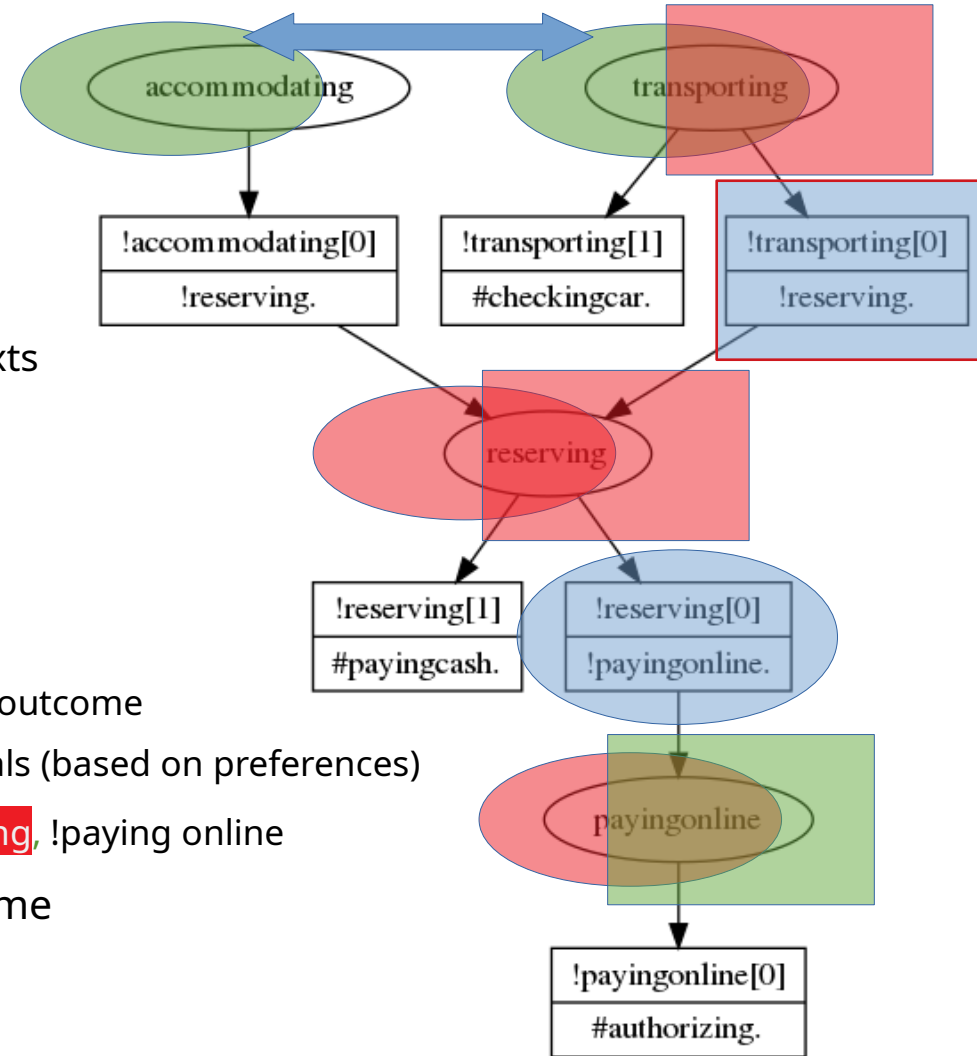 accommodating
transporting
!accommodating[0]
!reserving.
!transporting[1]
#checkingcar.
!transporting[0]
!reserving.
xts
reserving
!reserving[1]
#payingcash.
!reserving[0]
!payingonline.
outcome
als (based on preferences)
ng, !paying online
payingonline
me
!payingonline[0]
#authorizing.